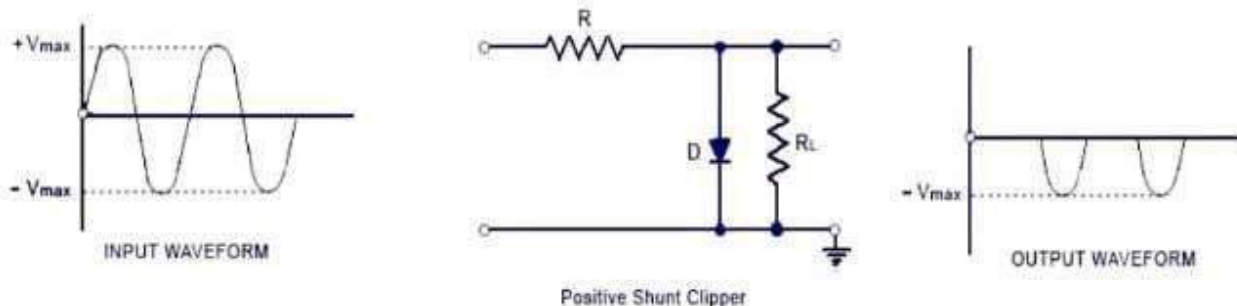 +Vmax
- Vmax
INPUT WAVEFORM
R
D
RL
Positive Shunt Clipper
- Vmax
OUTPUT WAVEFORM